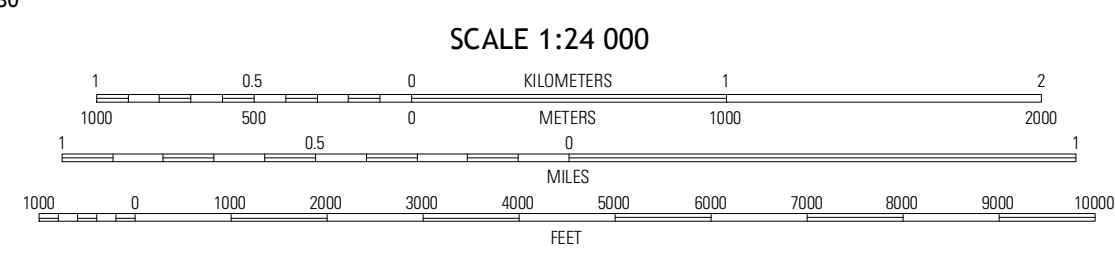 SCALE 1:24 000
1 0.5 0 KILOMETERS 1 2
1000 500 0 METERS 1000 2000
1 0.5 0 1
MILES
1000 0 1000 2000 3000 4000 5000 6000 7000 8000 9000 10000
FEET